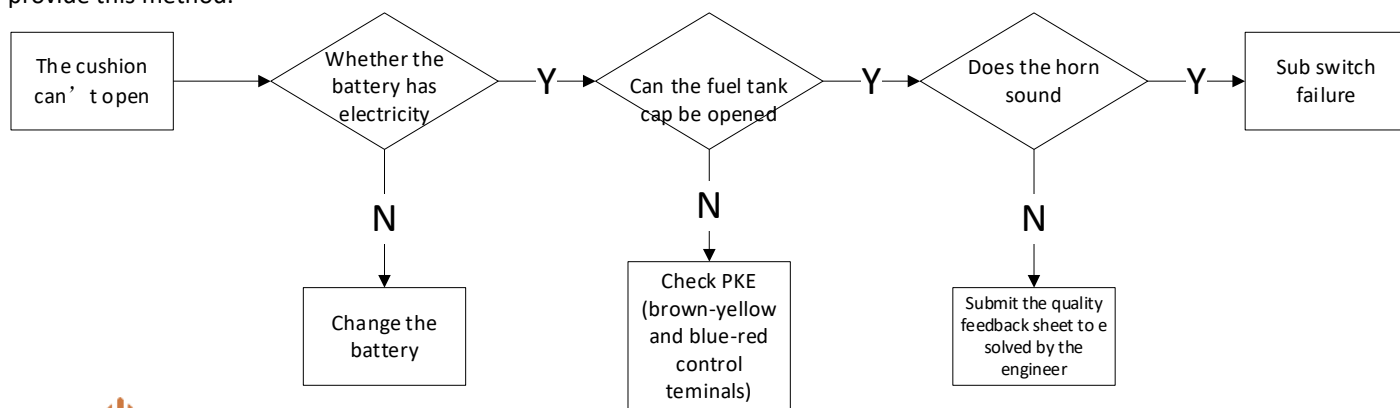 provide this method.
The cushion
can’t open
Whether the
battery has
electricity
Y
Can the fuel tank
cap be opened
Y
Does the horn
sound
Y
Sub switch
failure
N
N
N
Change the
battery
Check PKE
(brown-yellow
and blue-red
control
teminals)
Submit the quality
feedback sheet to e
solved by the
engineer